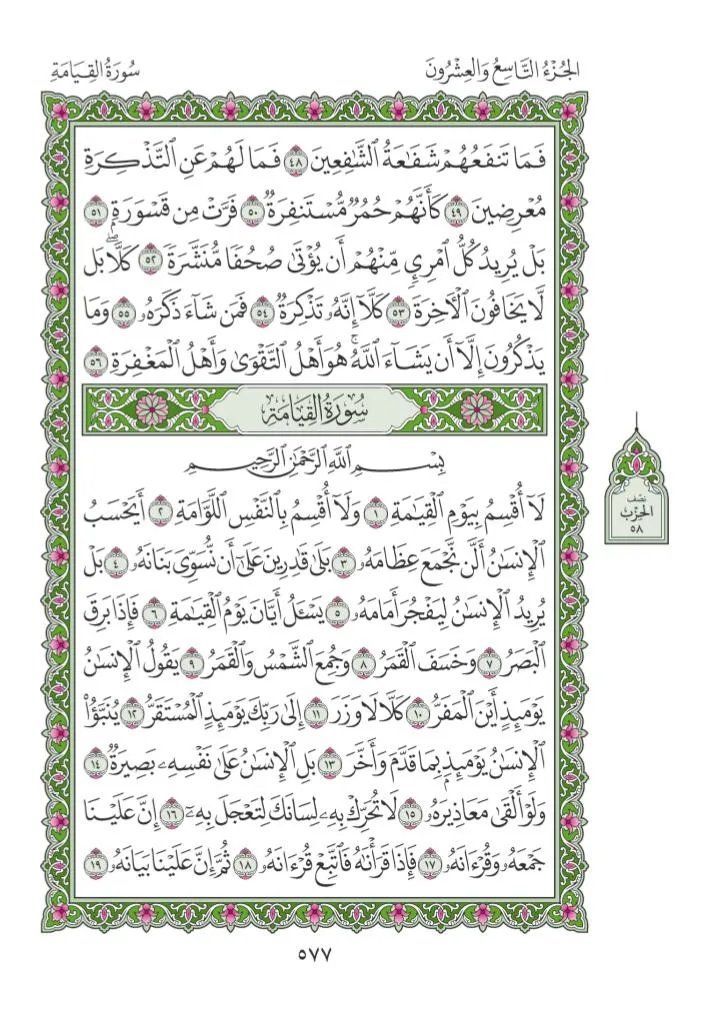 الجُزْءُ التَّاسِعُ وَالعِشْرُونَ
سُورَةُ القِيَامَةِ
فَمَا تَنفَعُهُمْ شَفَٰعَةُ ٱلشَّٰفِعِينَ ٤٨ فَمَا لَهُمْ عَنِ ٱلتَّذْكِرَةِ
مُعْرِضِينَ ٤٩ كَأَنَّهُمْ حُمُرٌ مُّسْتَنفِرَةٌ ٥٠ فَرَّتْ مِن قَسْوَرَةٍۭ ٥١
بَلْ يُرِيدُ كُلُّ ٱمْرِئٍ مِّنْهُمْ أَن يُؤْتَىٰ صُحُفًا مُّنَشَّرَةً ٥٢ كَلَّاۖ بَل
لَّا يَخَافُونَ ٱلْأٓخِرَةَ ٥٣ كَلَّآ إِنَّهُۥ تَذْكِرَةٌ ٥٤ فَمَن شَآءَ ذَكَرَهُۥ ٥٥ وَمَا
يَذْكُرُونَ إِلَّآ أَن يَشَآءَ ٱللَّهُۚ هُوَ أَهْلُ ٱلتَّقْوَىٰ وَأَهْلُ ٱلْمَغْفِرَةِ ٥٦
سُورَةُ القِيَامَةِ
بِسْمِ ٱللَّهِ ٱلرَّحْمَٰنِ ٱلرَّحِيمِ
لَآ أُقْسِمُ بِيَوْمِ ٱلْقِيَٰمَةِ ١ وَلَآ أُقْسِمُ بِٱلنَّفْسِ ٱللَّوَّامَةِ ٢ أَيَحْسَبُ
ٱلْإِنسَٰنُ أَلَّن نَّجْمَعَ عِظَامَهُۥ ٣ بَلَىٰ قَٰدِرِينَ عَلَىٰٓ أَن نُّسَوِّيَ بَنَانَهُۥ ٤ بَلْ
يُرِيدُ ٱلْإِنسَٰنُ لِيَفْجُرَ أَمَامَهُۥ ٥ يَسْـَٔلُ أَيَّانَ يَوْمُ ٱلْقِيَٰمَةِ ٦ فَإِذَا بَرِقَ
ٱلْبَصَرُ ٧ وَخَسَفَ ٱلْقَمَرُ ٨ وَجُمِعَ ٱلشَّمْسُ وَٱلْقَمَرُ ٩ يَقُولُ ٱلْإِنسَٰنُ
يَوْمَئِذٍ أَيْنَ ٱلْمَفَرُّ ١٠ كَلَّا لَا وَزَرَ ١١ إِلَىٰ رَبِّكَ يَوْمَئِذٍ ٱلْمُسْتَقَرُّ ١٢ يُنَبَّؤُا۟
ٱلْإِنسَٰنُ يَوْمَئِذٍۭ بِمَا قَدَّمَ وَأَخَّرَ ١٣ بَلِ ٱلْإِنسَٰنُ عَلَىٰ نَفْسِهِۦ بَصِيرَةٌ ١٤
وَلَوْ أَلْقَىٰ مَعَاذِيرَهُۥ ١٥ لَا تُحَرِّكْ بِهِۦ لِسَانَكَ لِتَعْجَلَ بِهِۦٓ ١٦ إِنَّ عَلَيْنَا
جَمْعَهُۥ وَقُرْءَانَهُۥ ١٧ فَإِذَا قَرَأْنَٰهُ فَٱتَّبِعْ قُرْءَانَهُۥ ١٨ ثُمَّ إِنَّ عَلَيْنَا بَيَانَهُۥ ١٩
نصف
الحزب
٥٨
٥٧٧